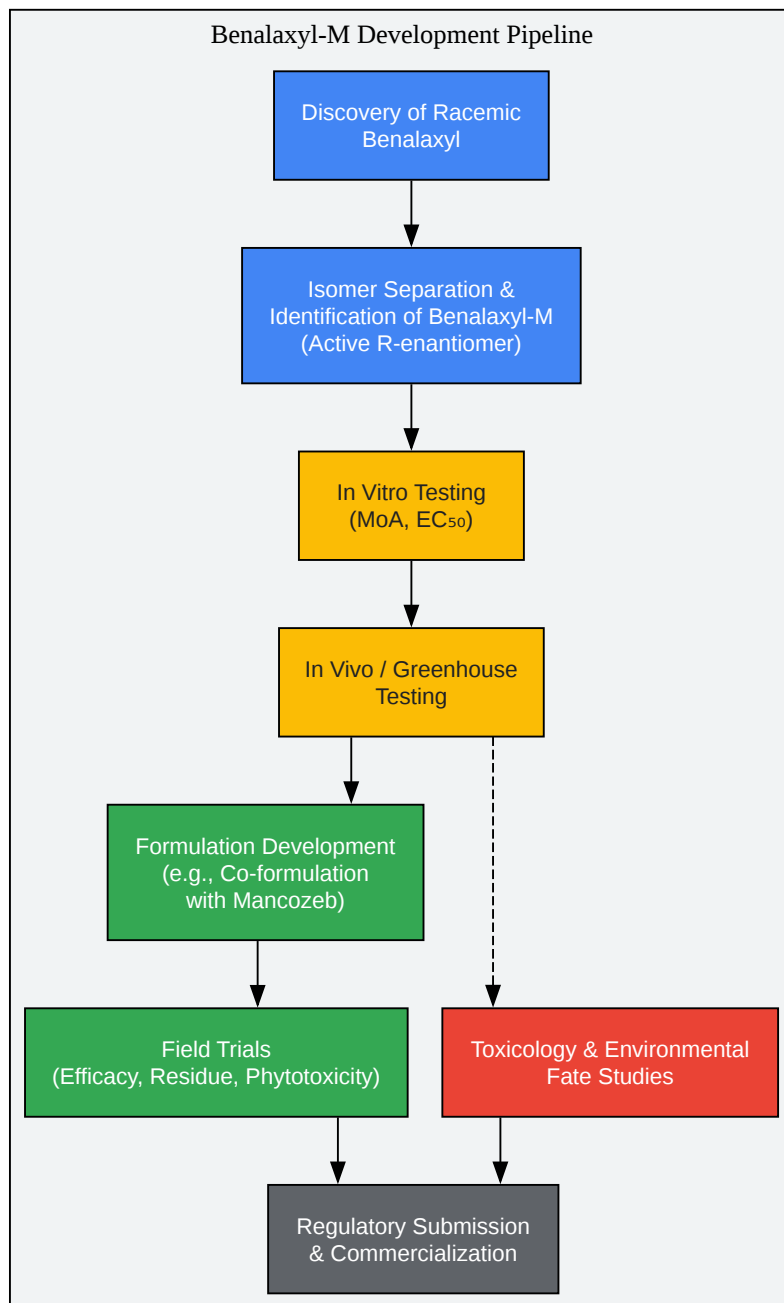 Benalaxyl-M Development Pipeline
Discovery of Racemic
Benalaxyl
Isomer Separation &
Identification of Benalaxyl-M
(Active R-enantiomer)
In Vitro Testing
(MoA, EC₅₀)
In Vivo / Greenhouse
Testing
Formulation Development
(e.g., Co-formulation
with Mancozeb)
Field Trials
(Efficacy, Residue, Phytotoxicity)
Toxicology & Environmental
Fate Studies
Regulatory Submission
& Commercialization